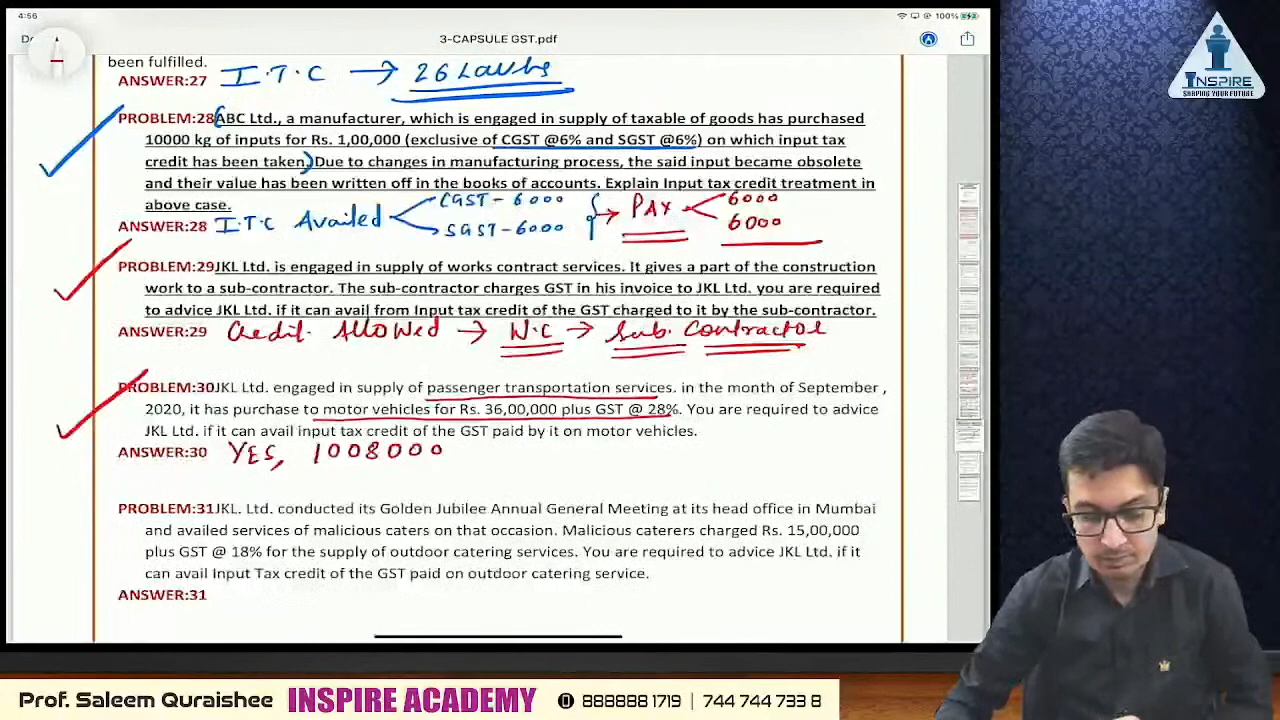 4:56
100%
3-CAPSULE GST.pdf
INSPIRE
SHAPING YOUR FUTURE
been fulfilled.
ANSWER:27 I.T.C → 26 Lakhs
PROBLEM:28 ABC Ltd., a manufacturer, which is engaged in supply of taxable of goods has purchased
10000 kg of inputs for Rs. 1,00,000 (exclusive of CGST @6% and SGST @6%) on which input tax
credit has been taken. Due to changes in manufacturing process, the said input became obsolete
and their value has been written off in the books of accounts. Explain Input tax credit treatment in
above case.
CGST - 6000
PAY
6000
ANSWER:28 I.T.C Availed
SGST - 6000
6000
PROBLEM:29JKL Ltd. is engaged in supply of works contract services. It gives a part of the construction
work to a sub-contractor. The sub-contractor charges GST in his invoice to JKL Ltd. you are required
to advice JKL Ltd. if it can avail from Input tax credit of the GST charged to it by the sub-contractor.
ANSWER:29 Credit. Allowed → W.C → Sub. Contractor
PROBLEM:30JKL Ltd. engaged in supply of passenger transportation services. in the month of September ,
2020, it has purchase to motor vehicles for Rs. 36,00,000 plus GST @ 28%. You are required to advice
JKL Ltd. if it can avail input tax credit of the GST paid by it on motor vehicles.
ANSWER:30 YES, 1008000
PROBLEM:31JKL. Ltd. conducted its Golden Jubilee Annual General Meeting at its head office in Mumbai
and availed services of malicious caters on that occasion. Malicious caterers charged Rs. 15,00,000
plus GST @ 18% for the supply of outdoor catering services. You are required to advice JKL Ltd. if it
can avail Input Tax credit of the GST paid on outdoor catering service.
ANSWER:31
Prof. Saleem Quraishee INSPIRE ACADEMY 888888 1719 | 744 744 733 8